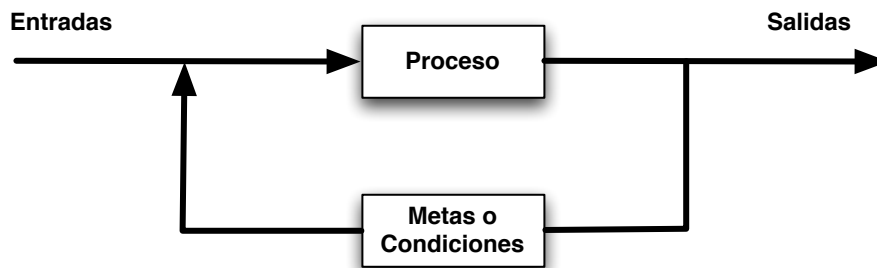 Entradas
Salidas
Proceso
Metas o
Condiciones